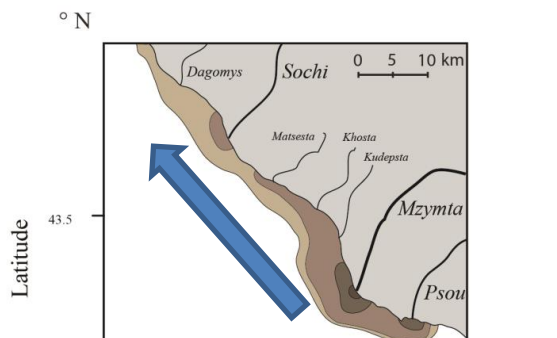 ° N
Dagomys
Sochi
0 5 10 km
Matsesta
Khosta
Kudepsta
Mzymta
Latitude
43.5
Psou